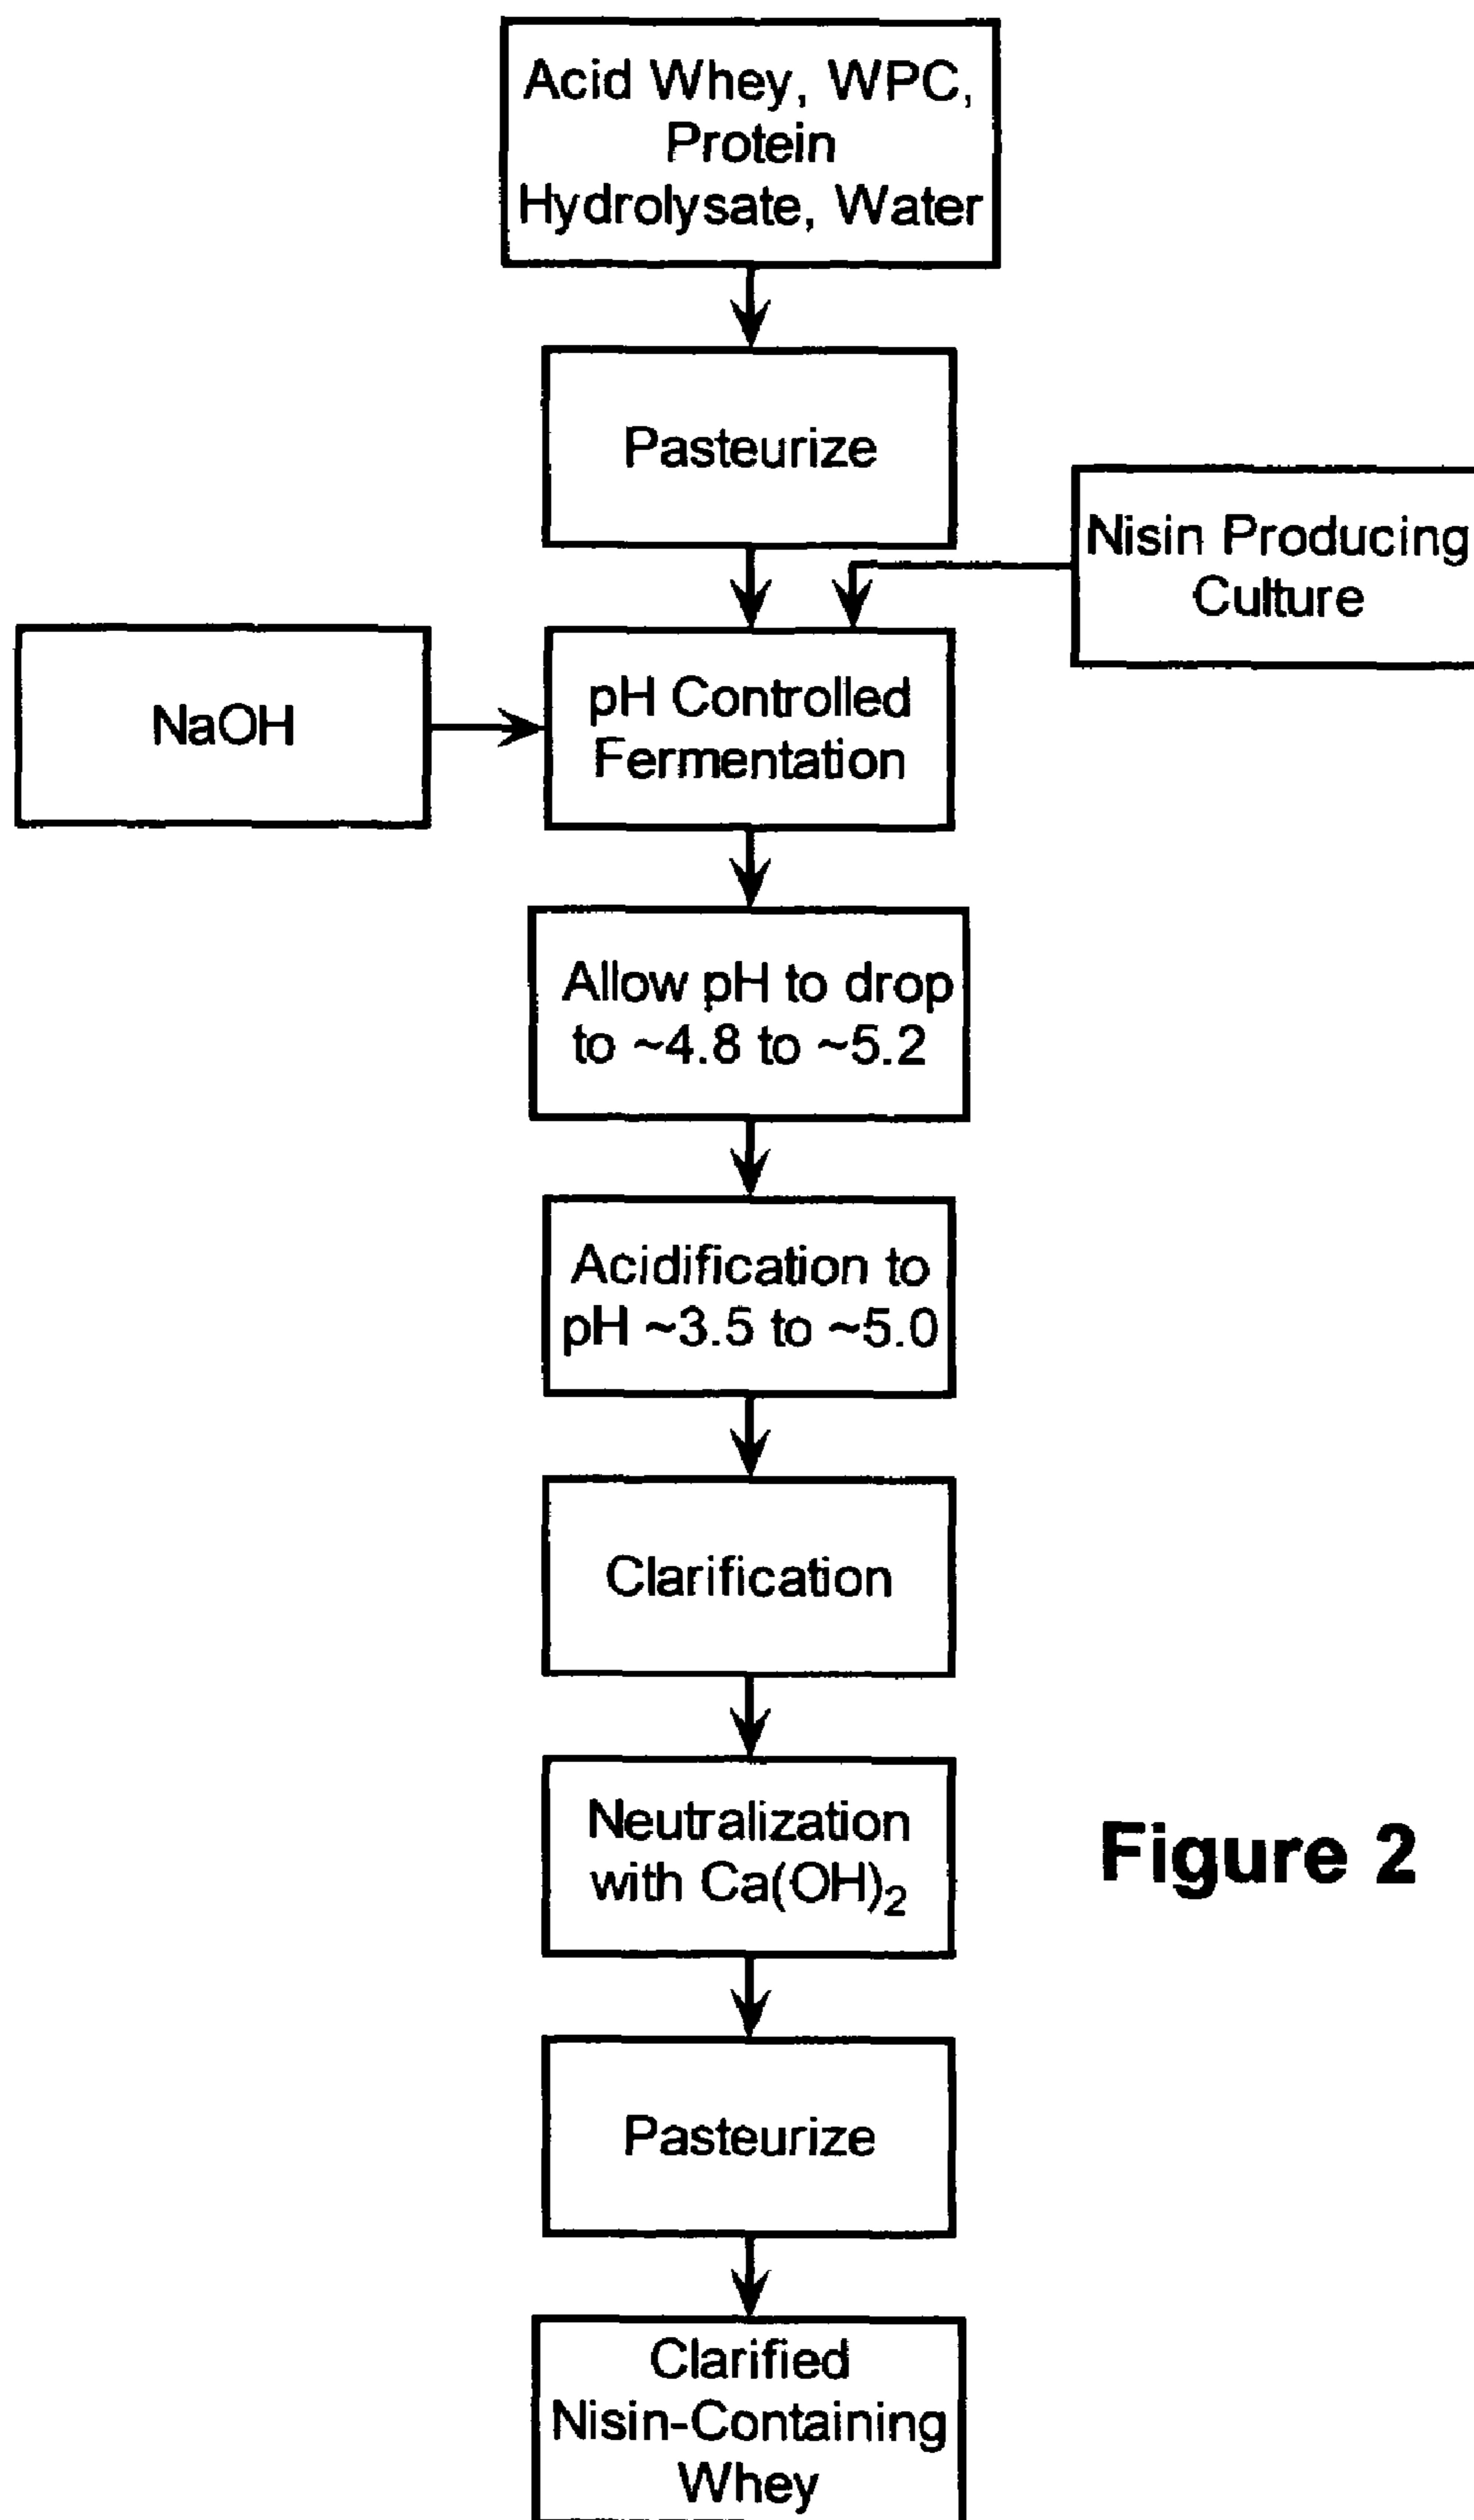 Acid Whey, WPC,
Protein
Hydrolysate, Water
Pasteurize
Nisin Producing
Culture
NaOH
pH Controlled
Fermentation
Allow pH to drop
to ~4.8 to ~5.2
Acidification to
pH ~3.5 to ~5.0
Clarification
Neutralization
with Ca(OH)₂
Figure 2
Pasteurize
Clarified
Nisin-Containing
Whey